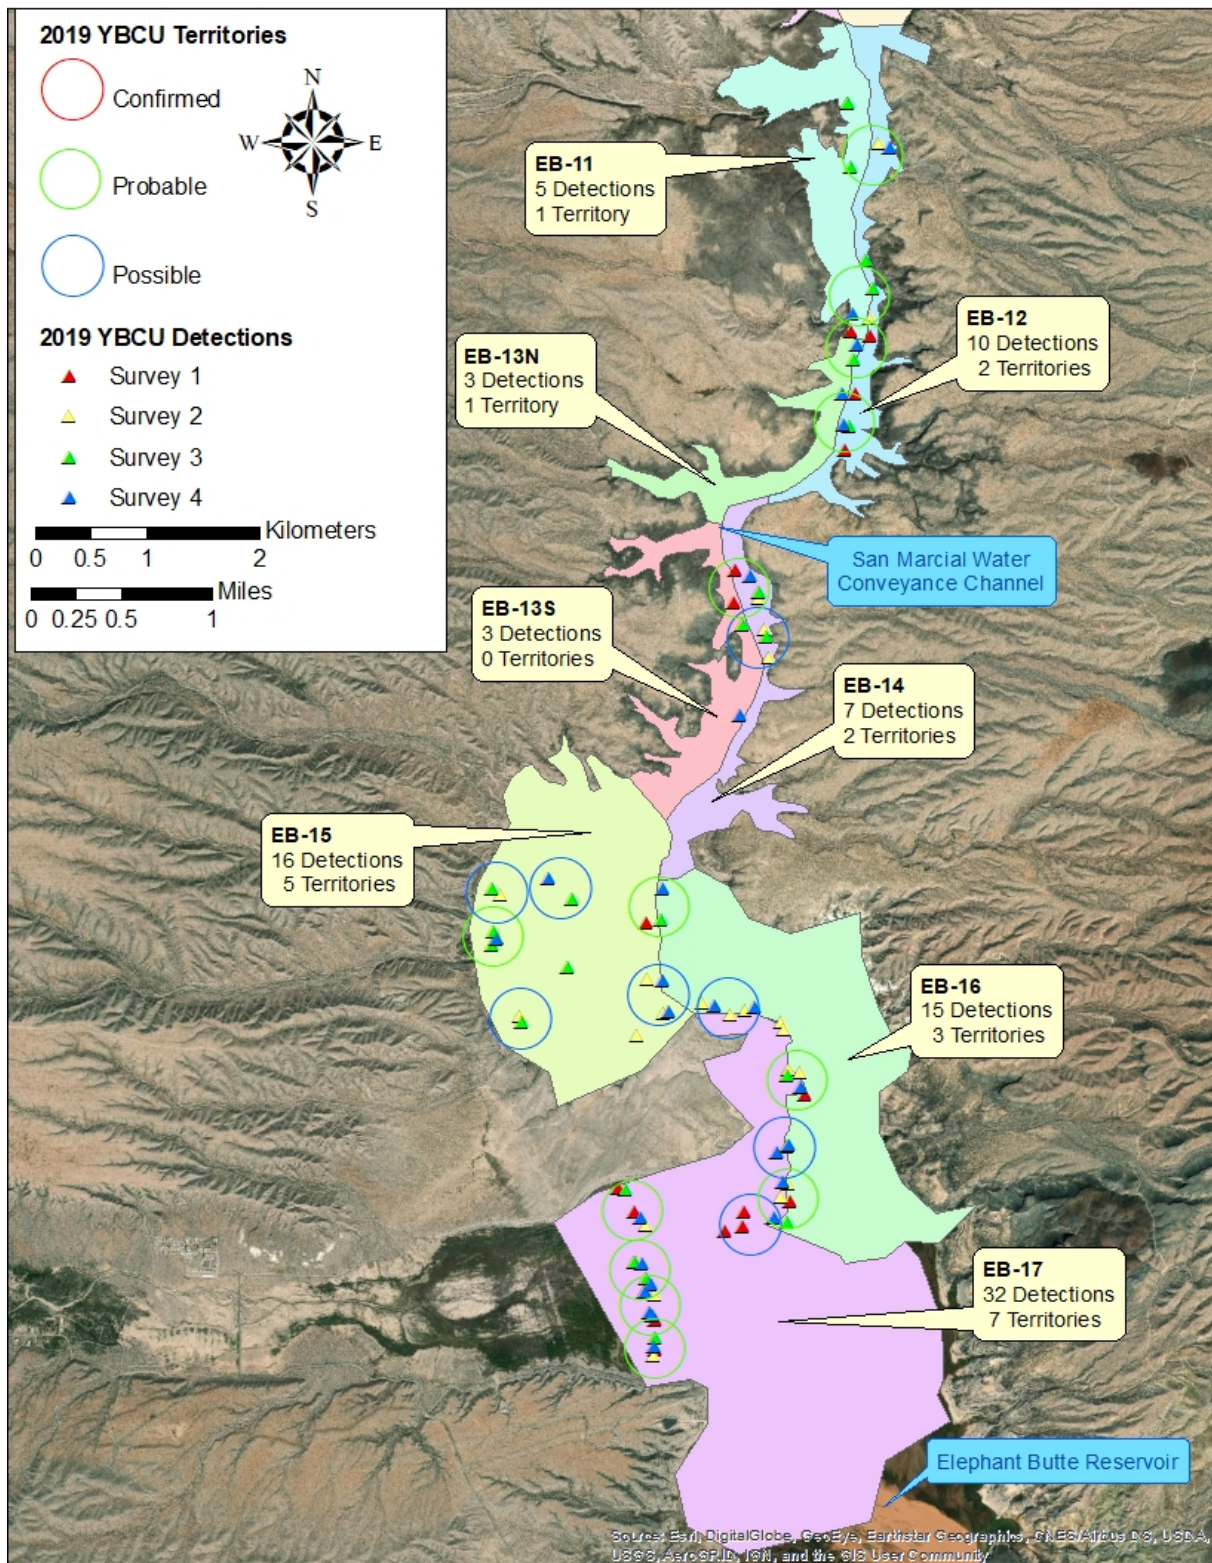 2019 YBCU Territories
Confirmed
Probable
Possible
N
W
E
S
2019 YBCU Detections
Survey 1
Survey 2
Survey 3
Survey 4
Kilometers
0 0.5 1 2
Miles
0 0.25 0.5 1
EB-11
5 Detections
1 Territory
EB-12
10 Detections
2 Territories
EB-13N
3 Detections
1 Territory
San Marcial Water
Conveyance Channel
EB-13S
3 Detections
0 Territories
EB-14
7 Detections
2 Territories
EB-15
16 Detections
5 Territories
EB-16
15 Detections
3 Territories
EB-17
32 Detections
7 Territories
Elephant Butte Reservoir
Source: Esri, DigitalGlobe, GeoEye, Earthstar Geographics, CNES/Airbus DS, USDA,
USGS, AeroGRID, IGN, and the GIS User Community